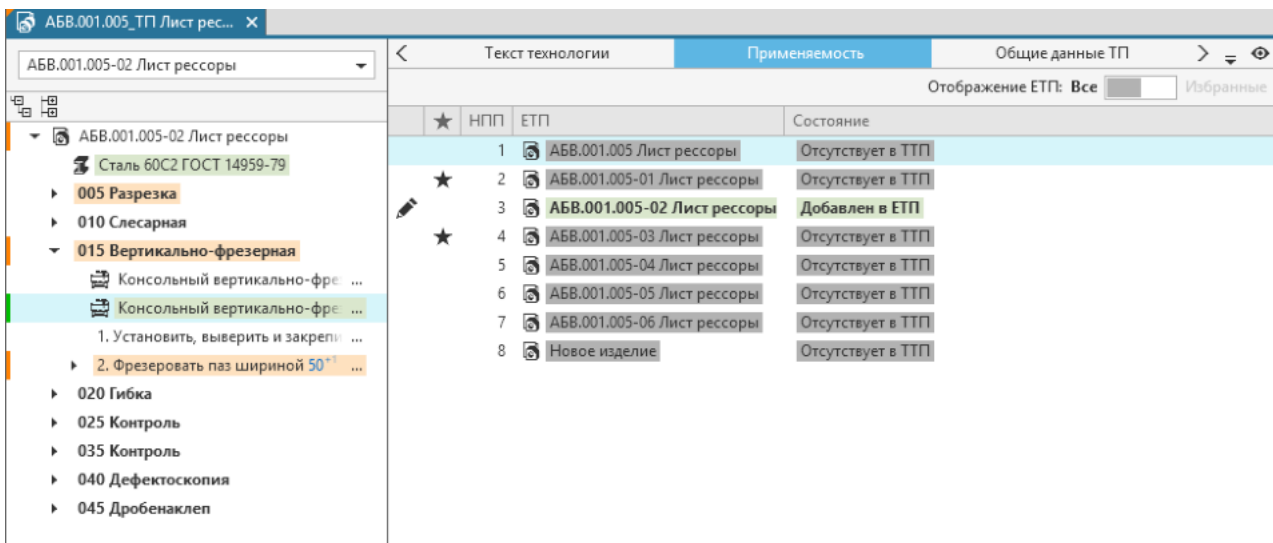 АБВ.001.005_ТП Лист рес...
АБВ.001.005-02 Лист рессоры
АБВ.001.005-02 Лист рессоры
Сталь 60С2 ГОСТ 14959-79
005 Разрезка
010 Слесарная
015 Вертикально-фрезерная
Консольный вертикально-фре ...
Консольный вертикально-фре ...
1. Установить, выверить и закрепи ...
2. Фрезеровать паз шириной 50⁺¹ ...
020 Гибка
025 Контроль
035 Контроль
040 Дефектоскопия
045 Дробенаклеп
Текст технологии Применяемость Общие данные ТП
Отображение ЕТП: Все Избранные
НПП ЕТП Состояние
1 АБВ.001.005 Лист рессоры Отсутствует в ТТП
2 АБВ.001.005-01 Лист рессоры Отсутствует в ТТП
3 АБВ.001.005-02 Лист рессоры Добавлен в ЕТП
4 АБВ.001.005-03 Лист рессоры Отсутствует в ТТП
5 АБВ.001.005-04 Лист рессоры Отсутствует в ТТП
6 АБВ.001.005-05 Лист рессоры Отсутствует в ТТП
7 АБВ.001.005-06 Лист рессоры Отсутствует в ТТП
8 Новое изделие Отсутствует в ТТП